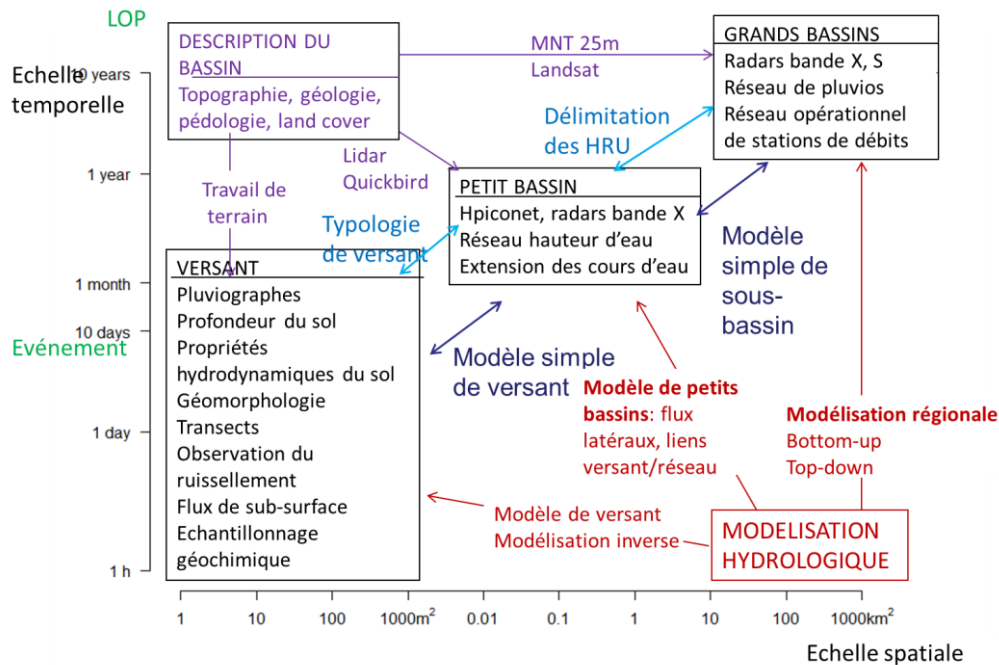 LOP
Echelle
temporelle
10 years
1 year
1 month
10 days
Evénement
1 day
1 h
DESCRIPTION DU
BASSIN
Topographie, géologie,
pédologie, land cover
MNT 25m
Landsat
GRANDS BASSINS
Radars bande X, S
Réseau de pluvios
Réseau opérationnel
de stations de débits
Délimitation
des HRU
Lidar
Quickbird
Travail de
terrain
Typologie
de versant
PETIT BASSIN
Hpiconet, radars bande X
Réseau hauteur d'eau
Extension des cours d'eau
Modèle
simple de
sous-
bassin
VERSANT
Pluviographes
Profondeur du sol
Propriétés
hydrodynamiques du sol
Géomorphologie
Transects
Observation du
ruissellement
Flux de sub-surface
Echantillonnage
géochimique
Modèle simple
de versant
Modèle de petits
bassins: flux
latéraux, liens
versant/réseau
Modélisation régionale
Bottom-up
Top-down
Modèle de versant
Modélisation inverse
MODELISATION
HYDROLOGIQUE
1 10 100 1000m² 0.01 0.1 1 10 100 1000km²
Echelle spatiale